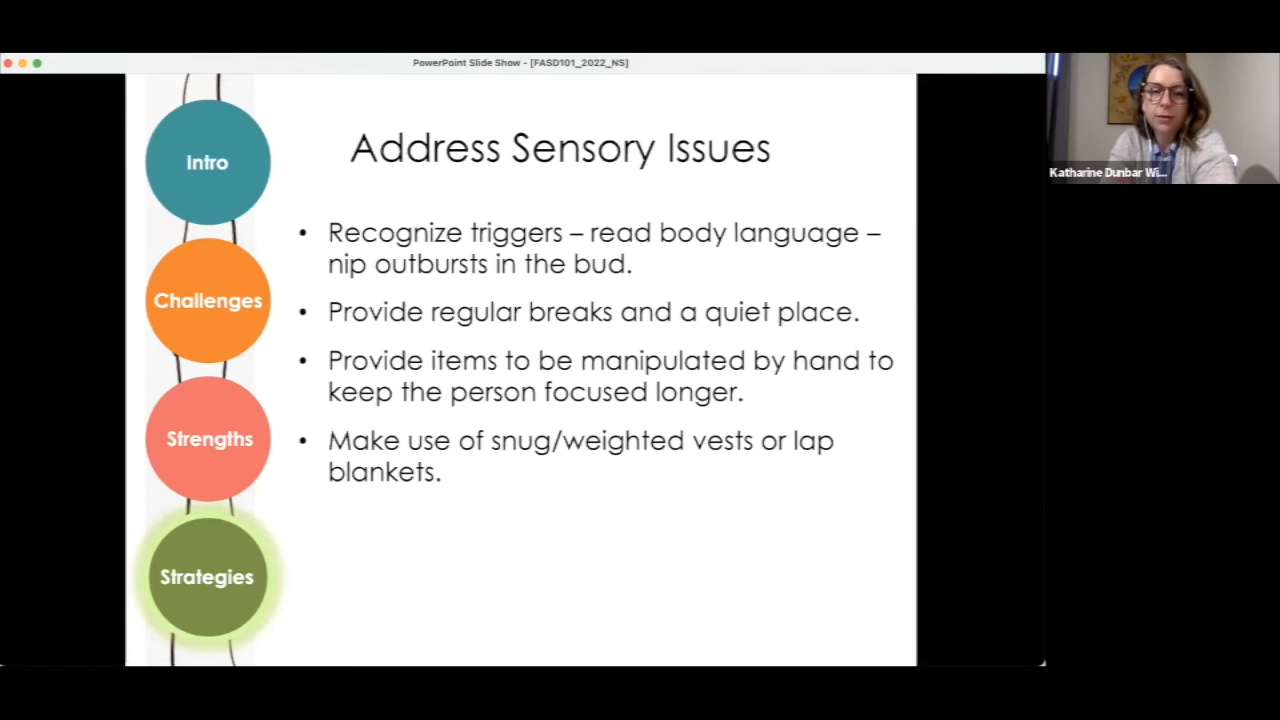 PowerPoint Slide Show - [FASD101_2022_NS]
Intro
Challenges
Strengths
Strategies
Address Sensory Issues
• Recognize triggers – read body language –
nip outbursts in the bud.
• Provide regular breaks and a quiet place.
• Provide items to be manipulated by hand to
keep the person focused longer.
• Make use of snug/weighted vests or lap
blankets.
Katharine Dunbar Wi...